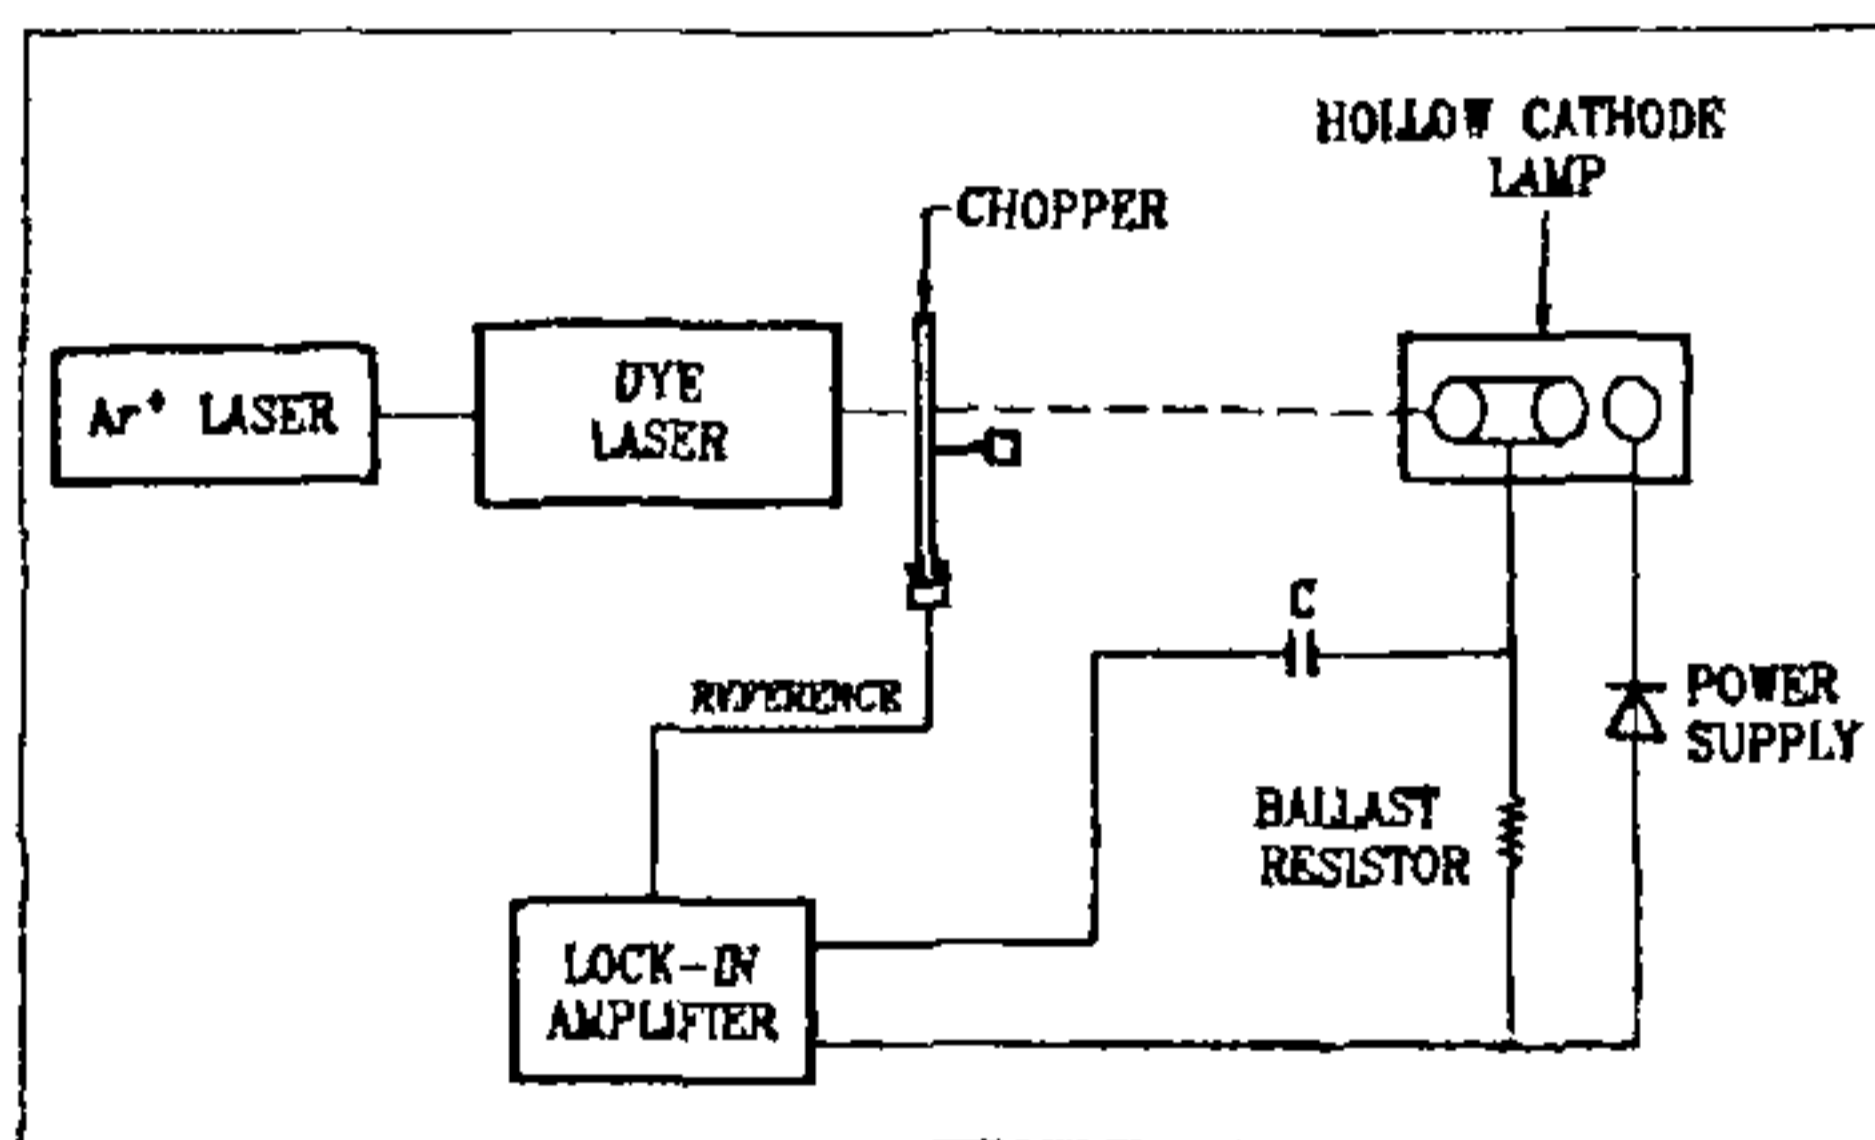 HOLLOW CATHODE
LAMP
CHOPPER
Ar+ LASER
DYE
LASER
C
REFERENCE
POWER
SUPPLY
BALLAST
RESISTOR
LOCK-IN
AMPLIFIER